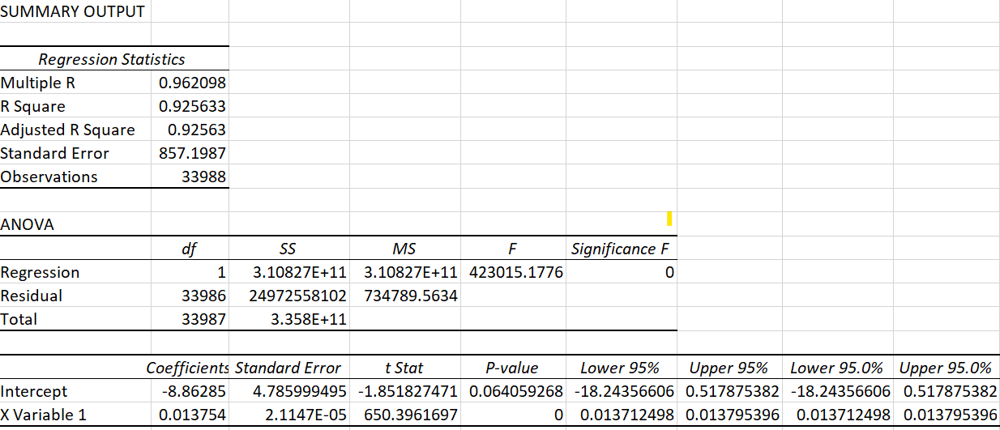 SUMMARY OUTPUT
Regression Statistics
Multiple R 0.962098
R Square 0.925633
Adjusted R Square 0.92563
Standard Error 857.1987
Observations 33988
ANOVA
df SS MS F Significance F
Regression 1 3.10827E+11 3.10827E+11 423015.1776 0
Residual 33986 24972558102 734789.5634
Total 33987 3.358E+11
Coefficients Standard Error t Stat P-value Lower 95% Upper 95% Lower 95.0% Upper 95.0%
Intercept -8.86285 4.785999495 -1.851827471 0.064059268 -18.24356606 0.517875382 -18.24356606 0.517875382
X Variable 1 0.013754 2.1147E-05 650.3961697 0 0.013712498 0.013795396 0.013712498 0.013795396